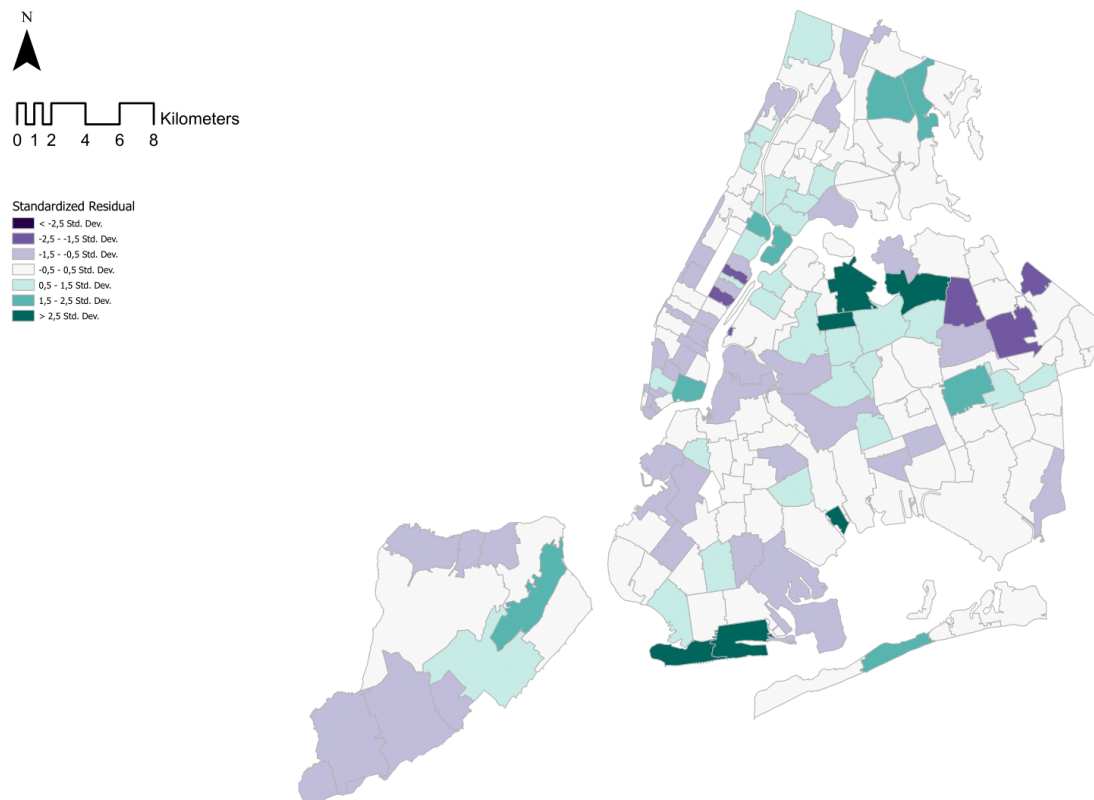 N
Kilometers
0 1 2 4 6 8
Standardized Residual
< -2,5 Std. Dev.
-2,5 - -1,5 Std. Dev.
-1,5 - -0,5 Std. Dev.
-0,5 - 0,5 Std. Dev.
0,5 - 1,5 Std. Dev.
1,5 - 2,5 Std. Dev.
> 2,5 Std. Dev.